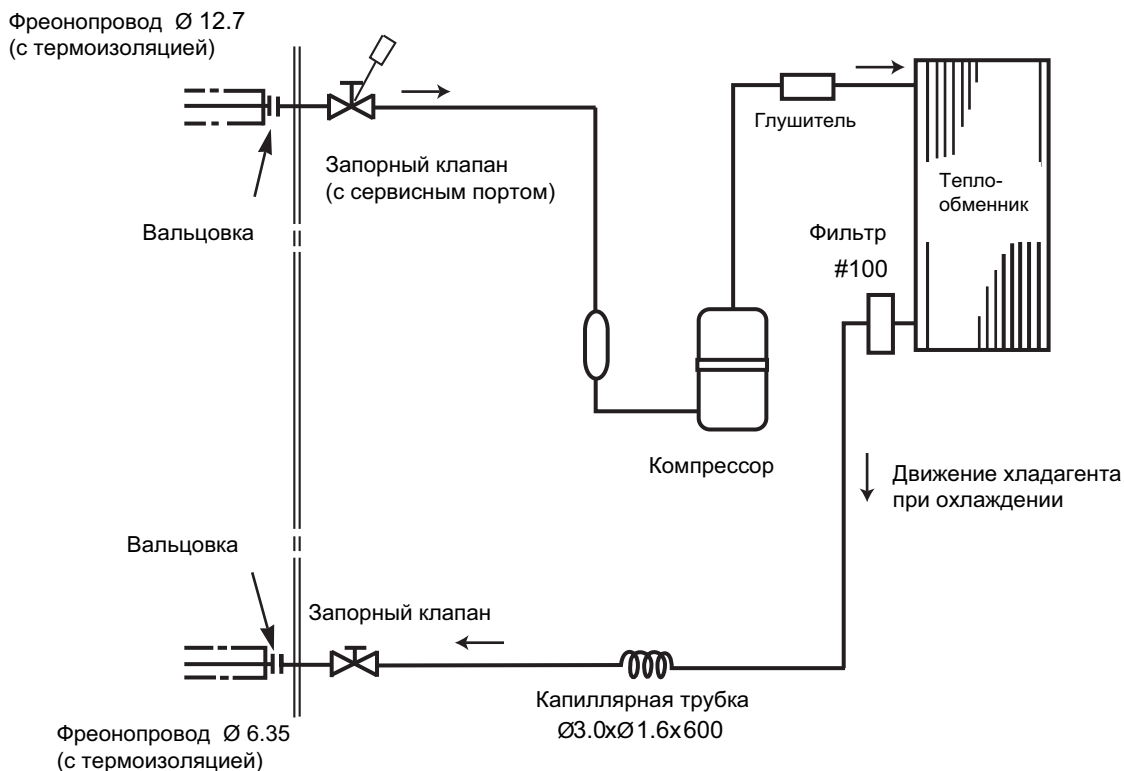 Фреонопровод Ø 12.7
(с термоизоляцией)
Глушитель
Запорный клапан
(с сервисным портом)
Тепло-
обменник
Вальцовка
Фильтр
#100
Компрессор
Движение хладагента
при охлаждении
Вальцовка
Запорный клапан
Капиллярная трубка
Ø3.0xØ1.6x600
Фреонопровод Ø 6.35
(с термоизоляцией)